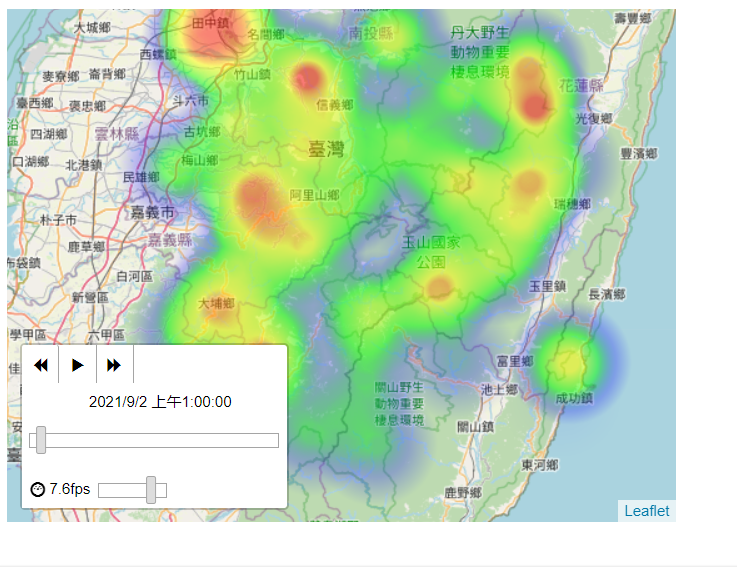 壽豐鄉
田中鎮
大城鄉
名間鄉
南投縣
丹大野生
動物重要
棲息環境
西螺鎮
麥寮鄉
崙背鄉
竹山鎮
花蓮縣
臺西鄉
褒忠鄉
斗六市
信義鄉
光復鄉
沿
區
四湖鄉
雲林縣
古坑鄉
臺灣
豐濱鄉
口湖鄉
北港鎮
梅山鄉
民雄鄉
阿里山鄉
瑞穗鄉
朴子市
嘉義市
鹿草鄉
嘉義縣
玉山國家
公園
布袋鎮
白河區
玉里鎮
新營區
大埔鄉
長濱鄉
學甲區
六甲區
富里鄉
池上鄉
關山野生
動物重要
棲息環境
成功鎮
關山鎮
東河鄉
鹿野鄉
2021/9/2 上午1:00:00
7.6fps
Leaflet